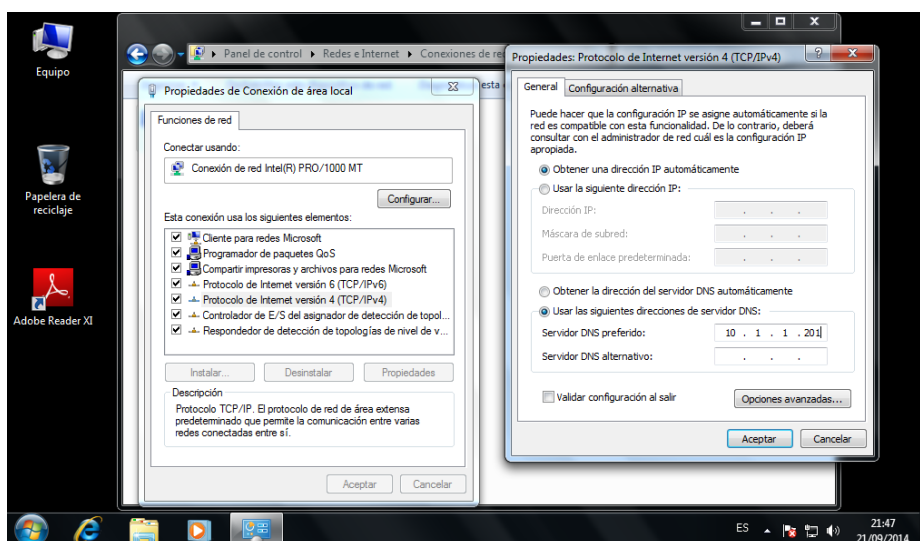 Equipo
Papelera de
reciclaje
Adobe Reader XI
Panel de control Redes e Internet Conexiones de
Propiedades de Conexión de área local
Funciones de red
Conectar usando:
Conexión de red Intel(R) PRO/1000 MT
Configurar...
Esta conexión usa los siguientes elementos:
Cliente para redes Microsoft
Programador de paquetes QoS
Compartir impresoras y archivos para redes Microsoft
Protocolo de Internet versión 6 (TCP/IPv6)
Protocolo de Internet versión 4 (TCP/IPv4)
Controlador de E/S del asignador de detección de topol...
Respondedor de detección de topologías de nivel de v...
Instalar... Desinstalar Propiedades
Descripción
Protocolo TCP/IP. El protocolo de red de área extensa
predeterminado que permite la comunicación entre varias
redes conectadas entre sí.
Aceptar Cancelar
esta
Propiedades: Protocolo de Internet versión 4 (TCP/IPv4)
General Configuración alternativa
Puede hacer que la configuración IP se asigne automáticamente si la
red es compatible con esta funcionalidad. De lo contrario, deberá
consultar con el administrador de red cuál es la configuración IP
apropiada.
Obtener una dirección IP automáticamente
Usar la siguiente dirección IP:
Dirección IP: . . .
Máscara de subred: . . .
Puerta de enlace predeterminada: . . .
Obtener la dirección del servidor DNS automáticamente
Usar las siguientes direcciones de servidor DNS:
Servidor DNS preferido: 10 . 1 . 1 . 201
Servidor DNS alternativo: . . .
Validar configuración al salir
Opciones avanzadas...
Aceptar Cancelar
ES
21:47
21/09/2014